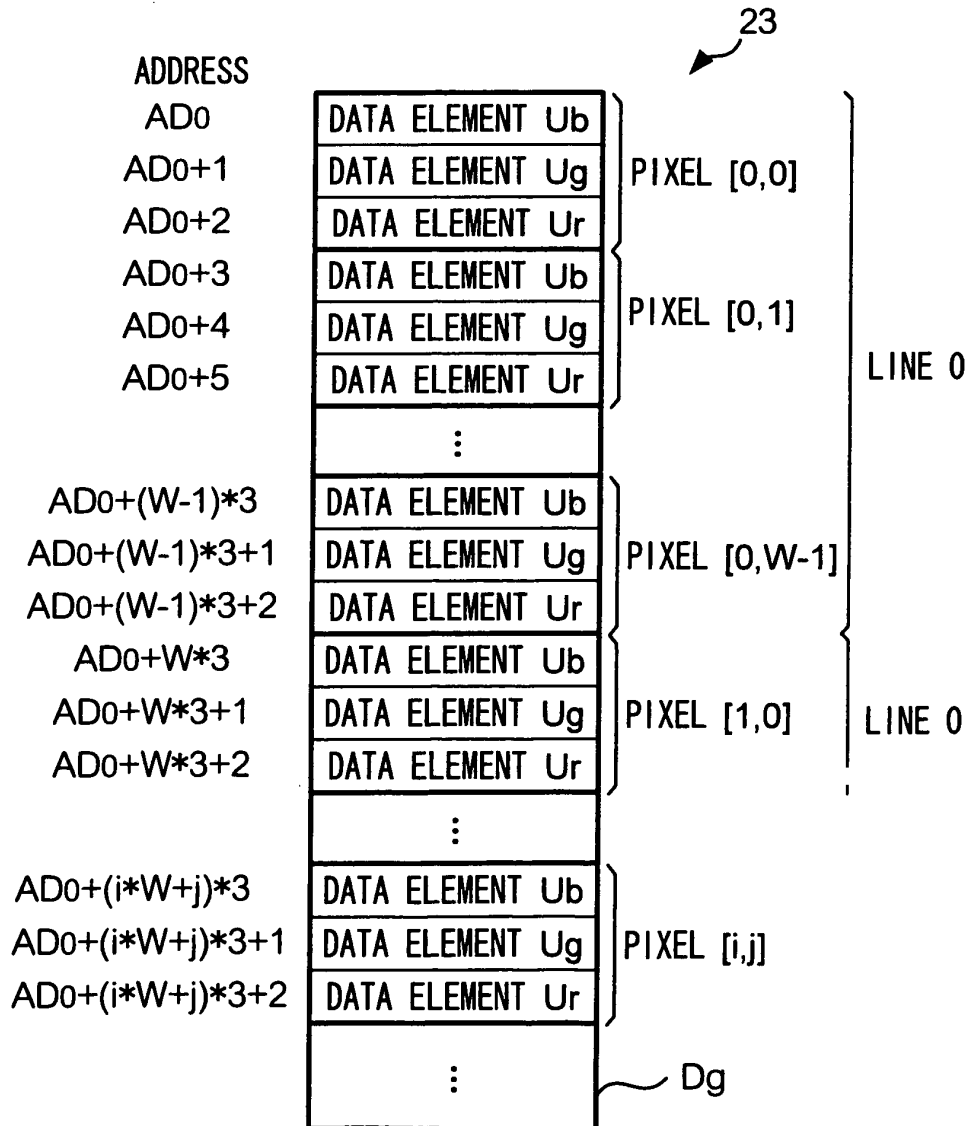 23
ADDRESS
AD0 DATA ELEMENT Ub
AD0+1 DATA ELEMENT Ug PIXEL [0,0]
AD0+2 DATA ELEMENT Ur
AD0+3 DATA ELEMENT Ub
AD0+4 DATA ELEMENT Ug PIXEL [0,1]
AD0+5 DATA ELEMENT Ur LINE 0
⋮
AD0+(W-1)*3 DATA ELEMENT Ub
AD0+(W-1)*3+1 DATA ELEMENT Ug PIXEL [0,W-1]
AD0+(W-1)*3+2 DATA ELEMENT Ur
AD0+W*3 DATA ELEMENT Ub
AD0+W*3+1 DATA ELEMENT Ug PIXEL [1,0] LINE 0
AD0+W*3+2 DATA ELEMENT Ur
⋮
AD0+(i*W+j)*3 DATA ELEMENT Ub
AD0+(i*W+j)*3+1 DATA ELEMENT Ug PIXEL [i,j]
AD0+(i*W+j)*3+2 DATA ELEMENT Ur
⋮ Dg